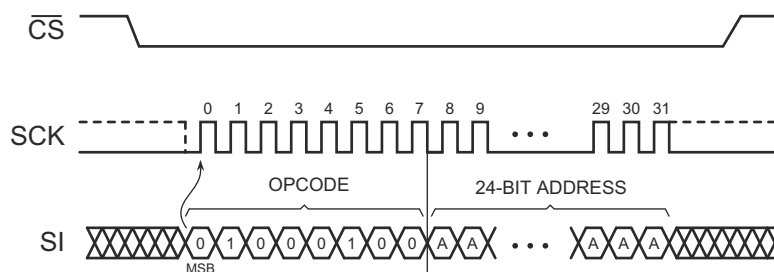 CS
0 1 2 3 4 5 6 7 8 9 29 30 31
SCK
OPCODE 24-BIT ADDRESS
SI 0 1 0 0 0 1 0 0 A A A A A
MSB